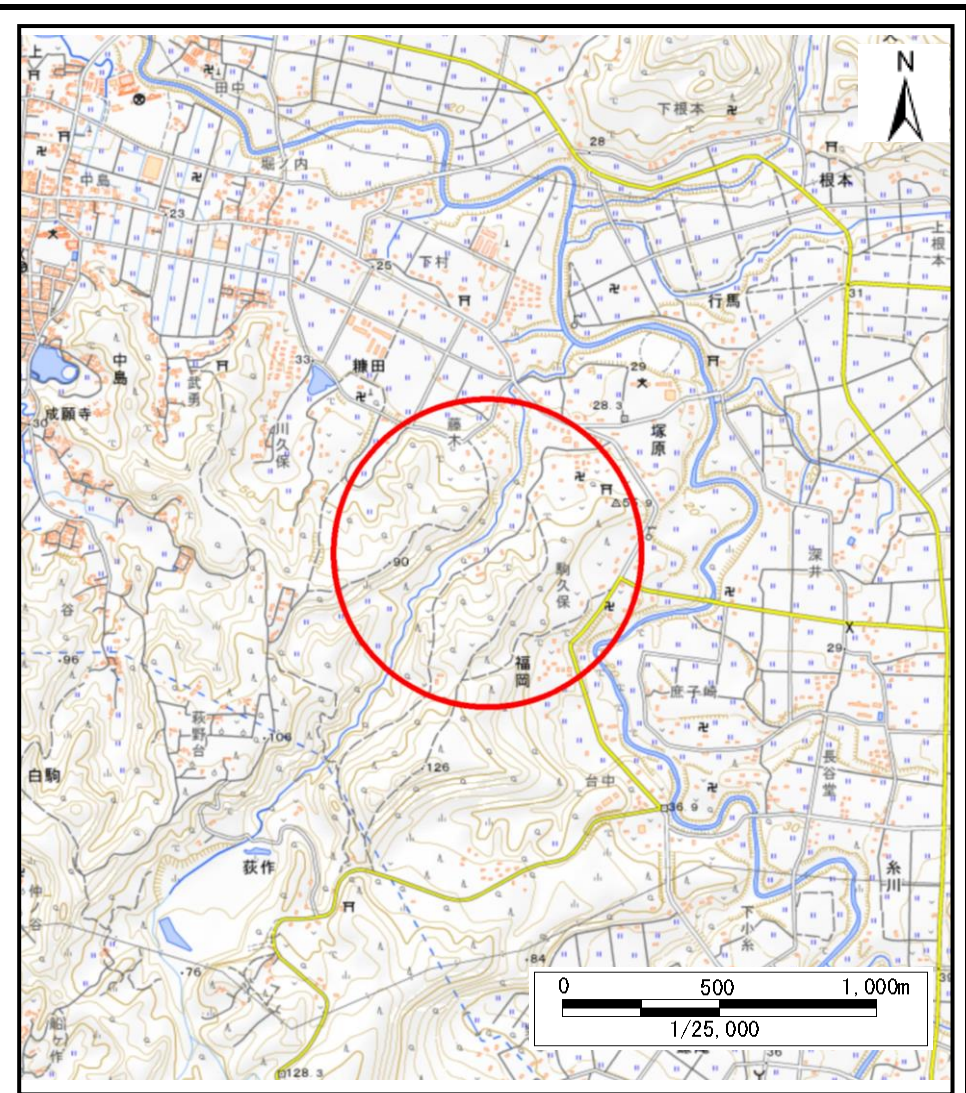 上
田中
N
下根本
28
堀ノ内
根本
中島
上根本
23
25
下村
行馬
31
33
糠田
29
中島
武勇
28.3
成願寺
30
川久保
藤木
塚原
90
駒久保
深井
谷
96
29
福岡
鹿子崎
萩野台
106
白駒
126
長谷堂
台中
36.9
荻作
糸川
仲ノ谷
下小糸
84
76
0 500 1,000m
1/25,000
船ヶ作
36
128.3